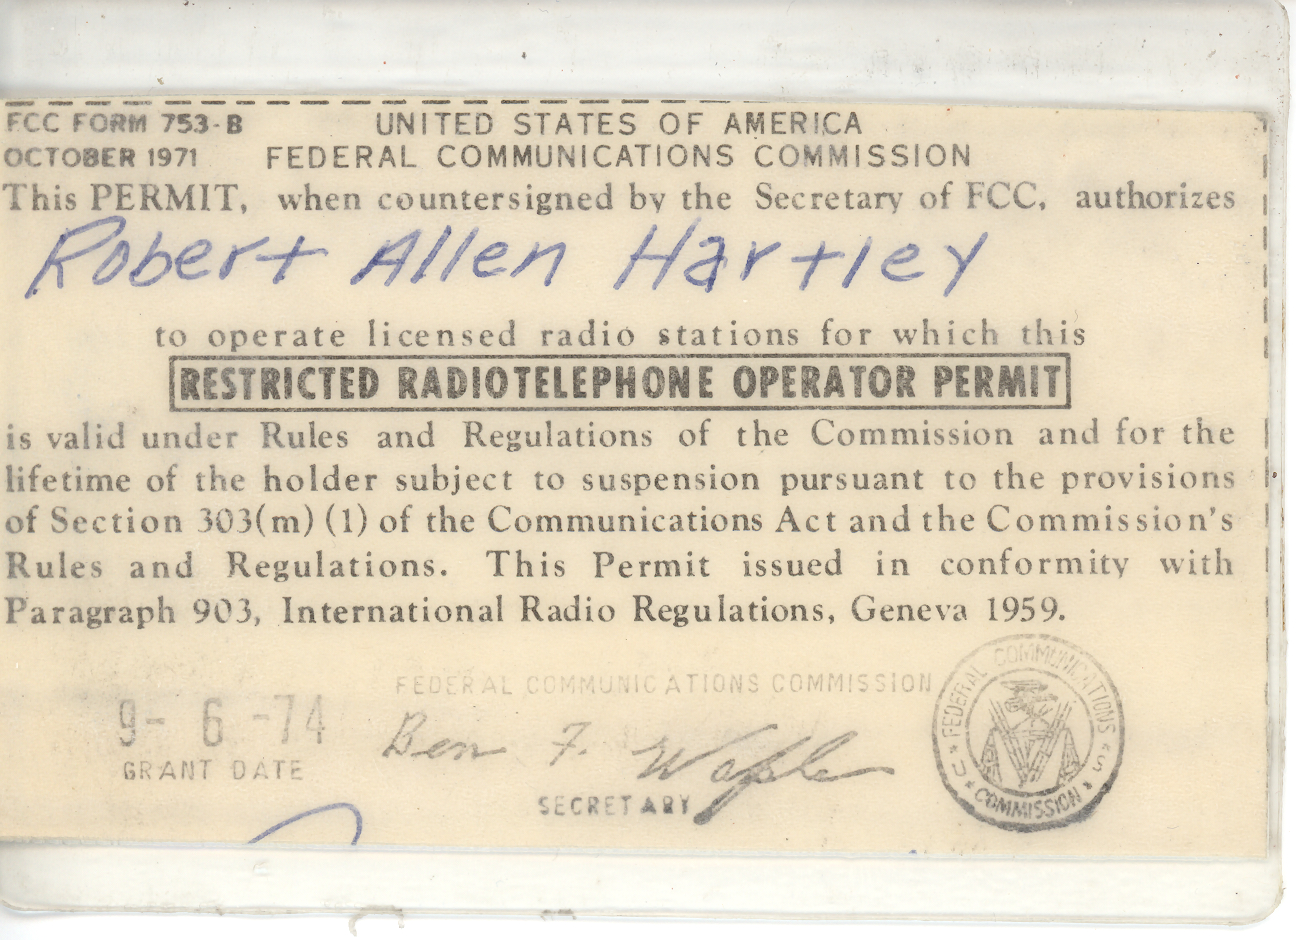 FCC FORM 753-B
UNITED STATES OF AMERICA
OCTOBER 1971
FEDERAL COMMUNICATIONS COMMISSION
This PERMIT, when countersigned by the Secretary of FCC, authorizes
Robert Allen Hartley
to operate licensed radio stations for which this
RESTRICTED RADIOTELEPHONE OPERATOR PERMIT
is valid under Rules and Regulations of the Commission and for the
lifetime of the holder subject to suspension pursuant to the provisions
of Section 303(m) (1) of the Communications Act and the Commission's
Rules and Regulations. This Permit issued in conformity with
Paragraph 903, International Radio Regulations, Geneva 1959.
FEDERAL COMMUNICATIONS COMMISSION
9- 6 -74
GRANT DATE
Ben F. Waple
SECRETARY
FEDERAL COMMUNICATIONS
COMMISSION
U S